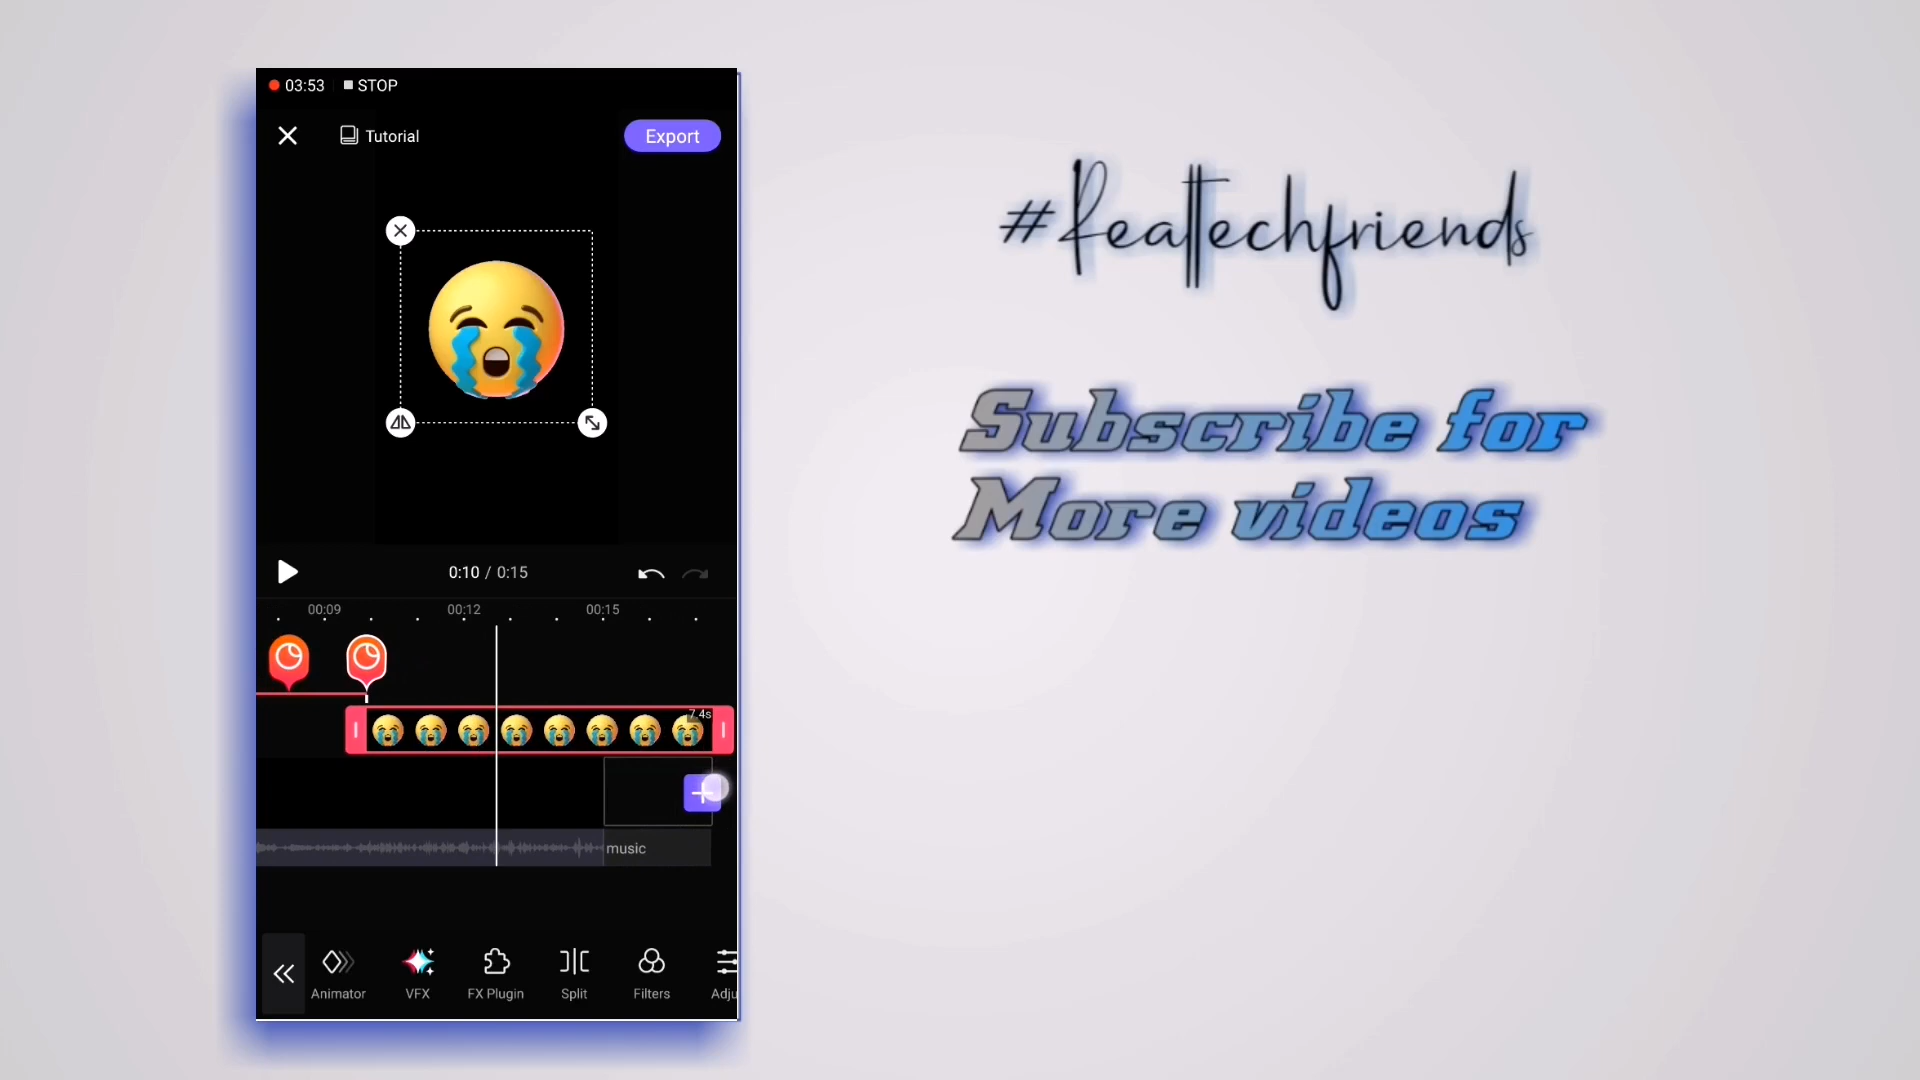 03:53 STOP
Tutorial
Export
#Realtechfriends
Subscribe for
More videos
0:10 / 0:15
00:09 00:12 00:15
7.4s
music
Animator VFX FX Plugin Split Filters Adju